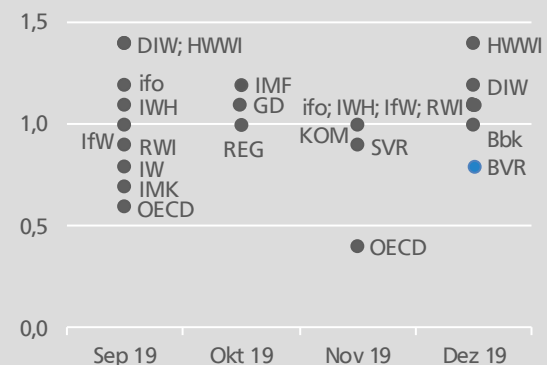 1,5
DIW; HWWI
HWWI
ifo
IMF
DIW
IWH
GD
ifo; IWH; IfW; RWI
1,0
IfW
RWI
REG
KOM
SVR
Bbk
IW
BVR
IMK
OECD
0,5
OECD
0,0
Sep 19 Okt 19 Nov 19 Dez 19